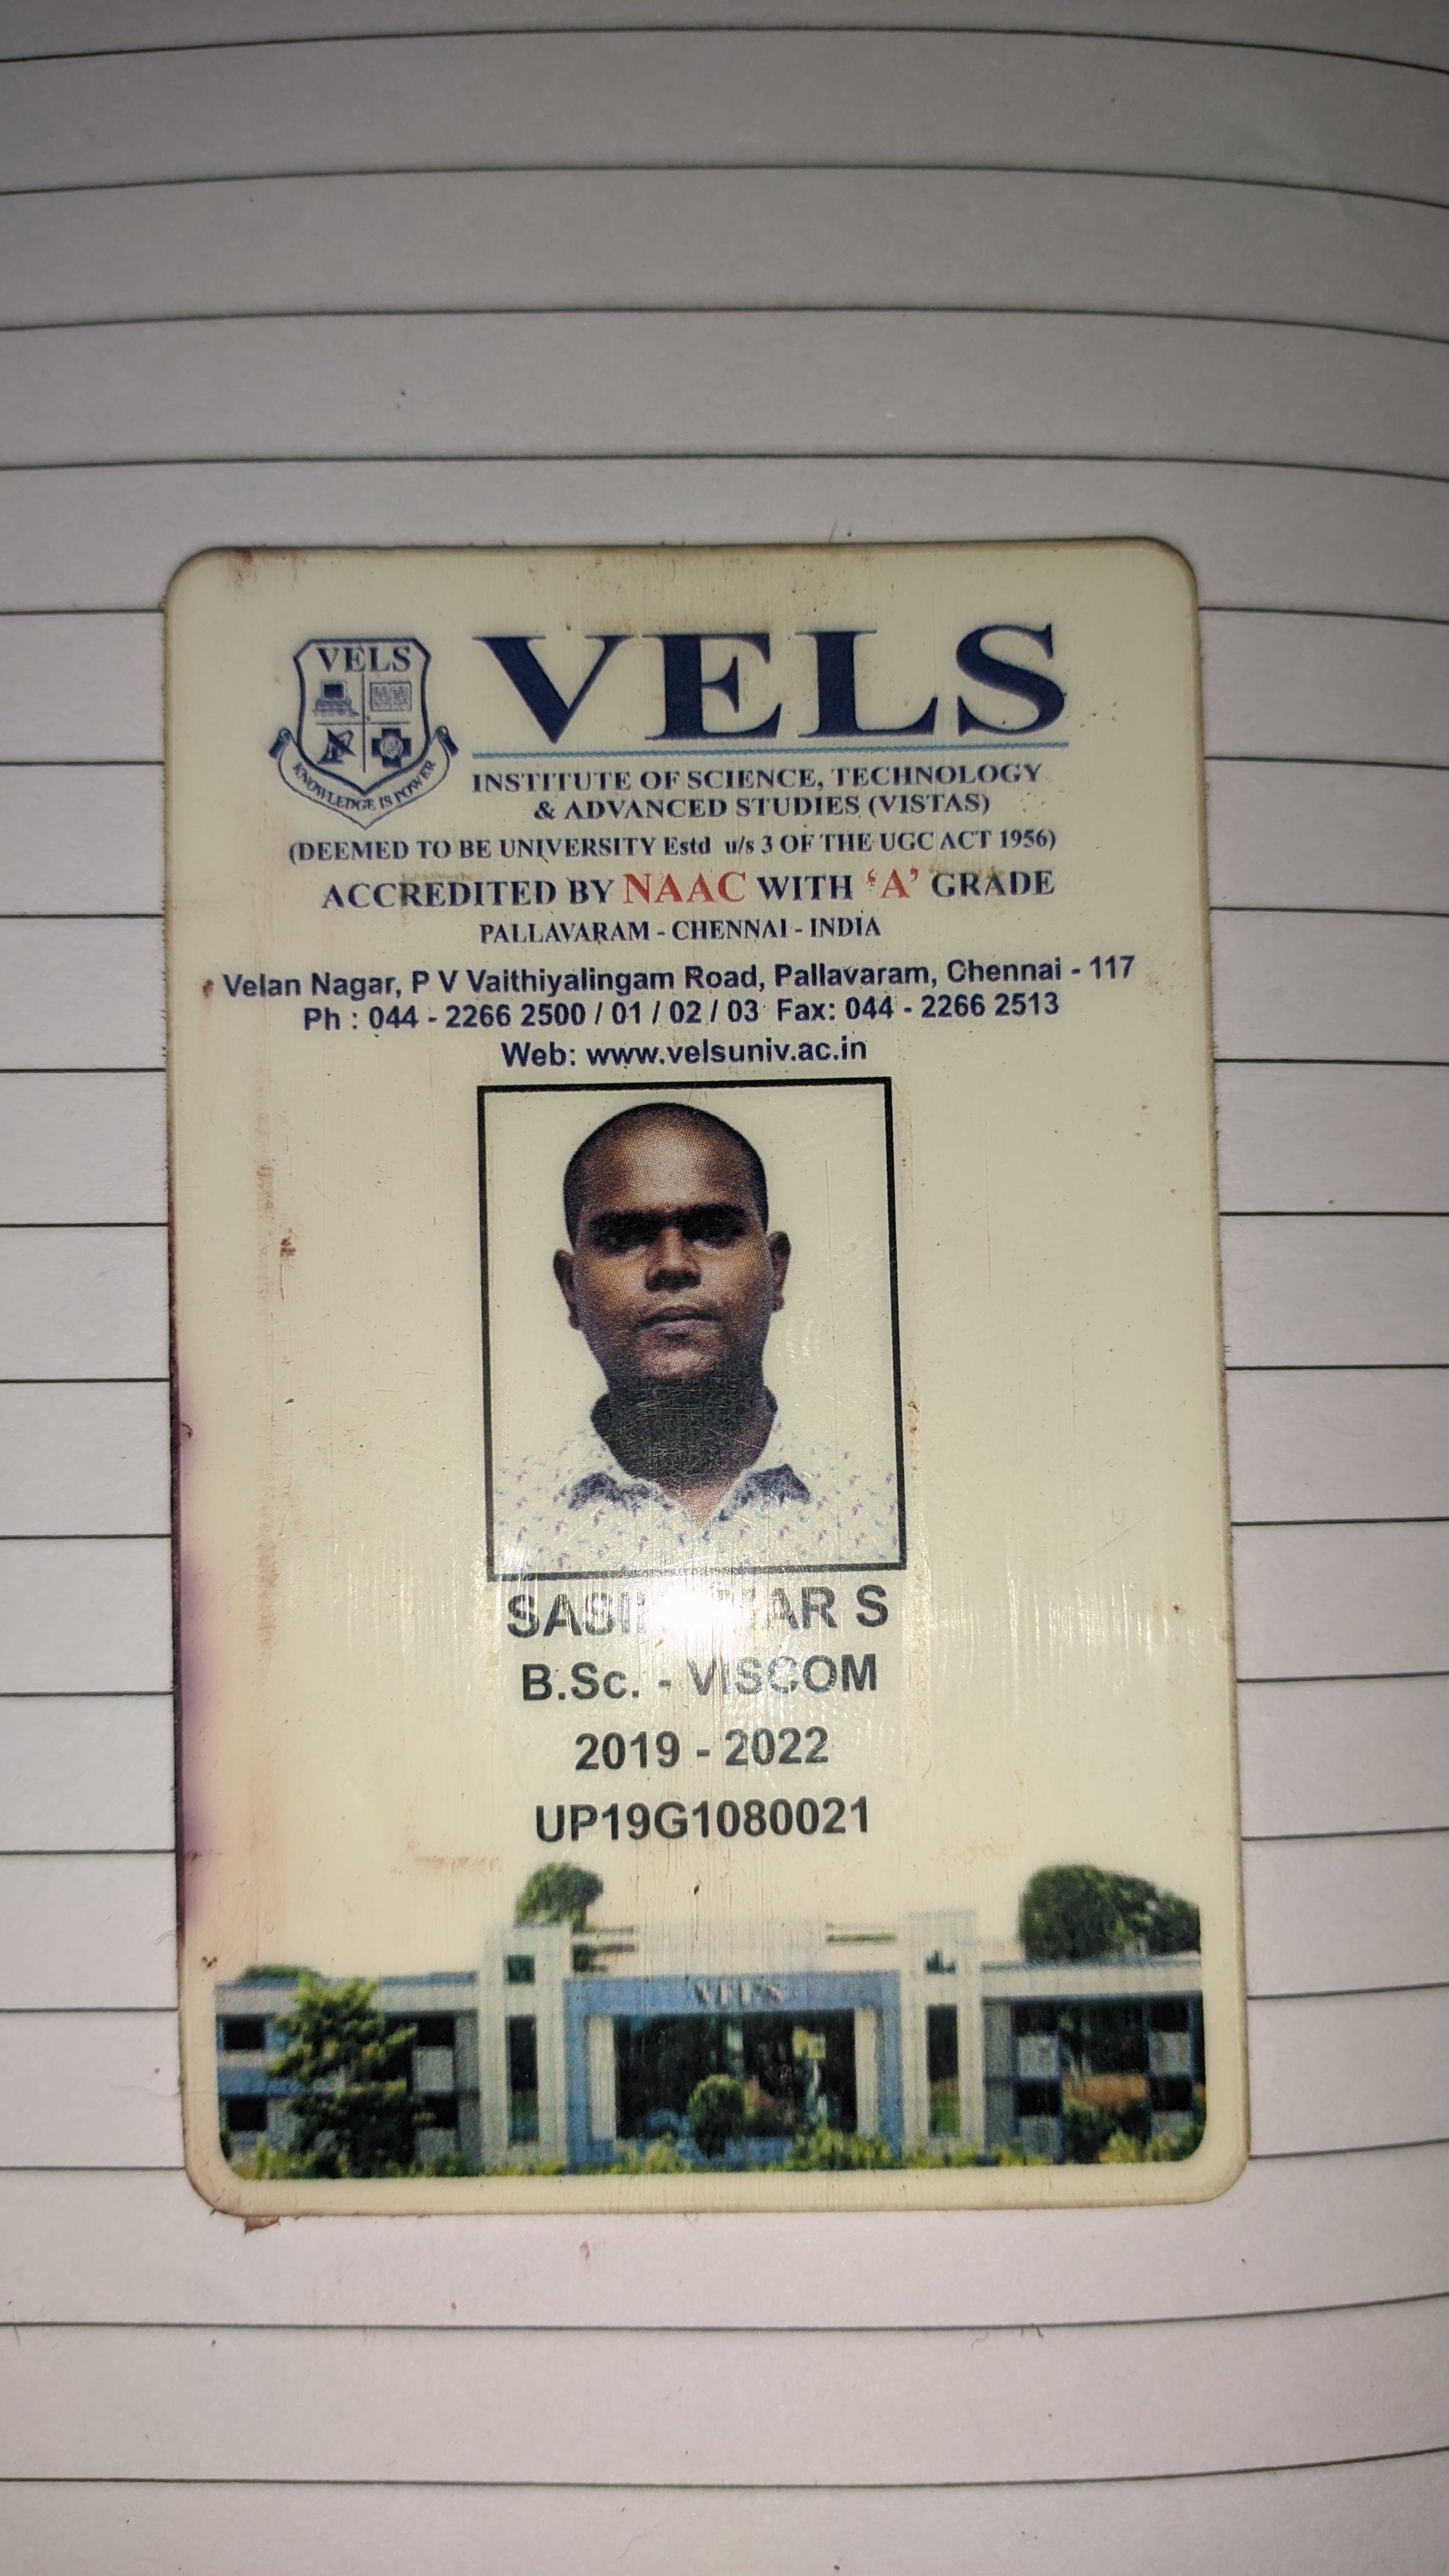 VELS
KNOWLEDGE IS POWER
VELS
INSTITUTE OF SCIENCE, TECHNOLOGY
& ADVANCED STUDIES (VISTAS)
(DEEMED TO BE UNIVERSITY Estd u/s 3 OF THE UGC ACT 1956)
ACCREDITED BY NAAC WITH ‘A’ GRADE
PALLAVARAM - CHENNAI - INDIA
Velan Nagar, P V Vaithiyalingam Road, Pallavaram, Chennai - 117
Ph : 044 - 2266 2500 / 01 / 02 / 03 Fax: 044 - 2266 2513
Web: www.velsuniv.ac.in
S
B.Sc. - VISCOM
2019 - 2022
UP19G1080021
VELS